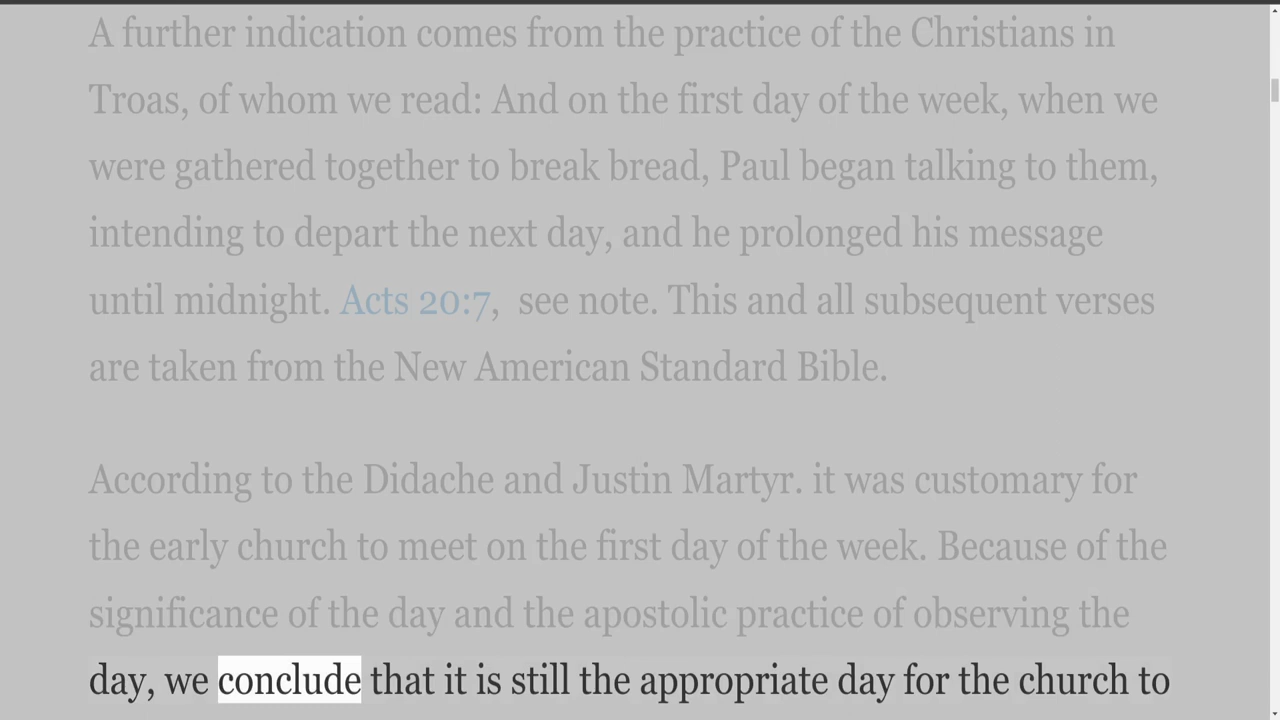 A further indication comes from the practice of the Christians in
Troas, of whom we read: And on the first day of the week, when we
were gathered together to break bread, Paul began talking to them,
intending to depart the next day, and he prolonged his message
until midnight. Acts 20:7, see note. This and all subsequent verses
are taken from the New American Standard Bible.
According to the Didache and Justin Martyr. it was customary for
the early church to meet on the first day of the week. Because of the
significance of the day and the apostolic practice of observing the
day, we conclude that it is still the appropriate day for the church to